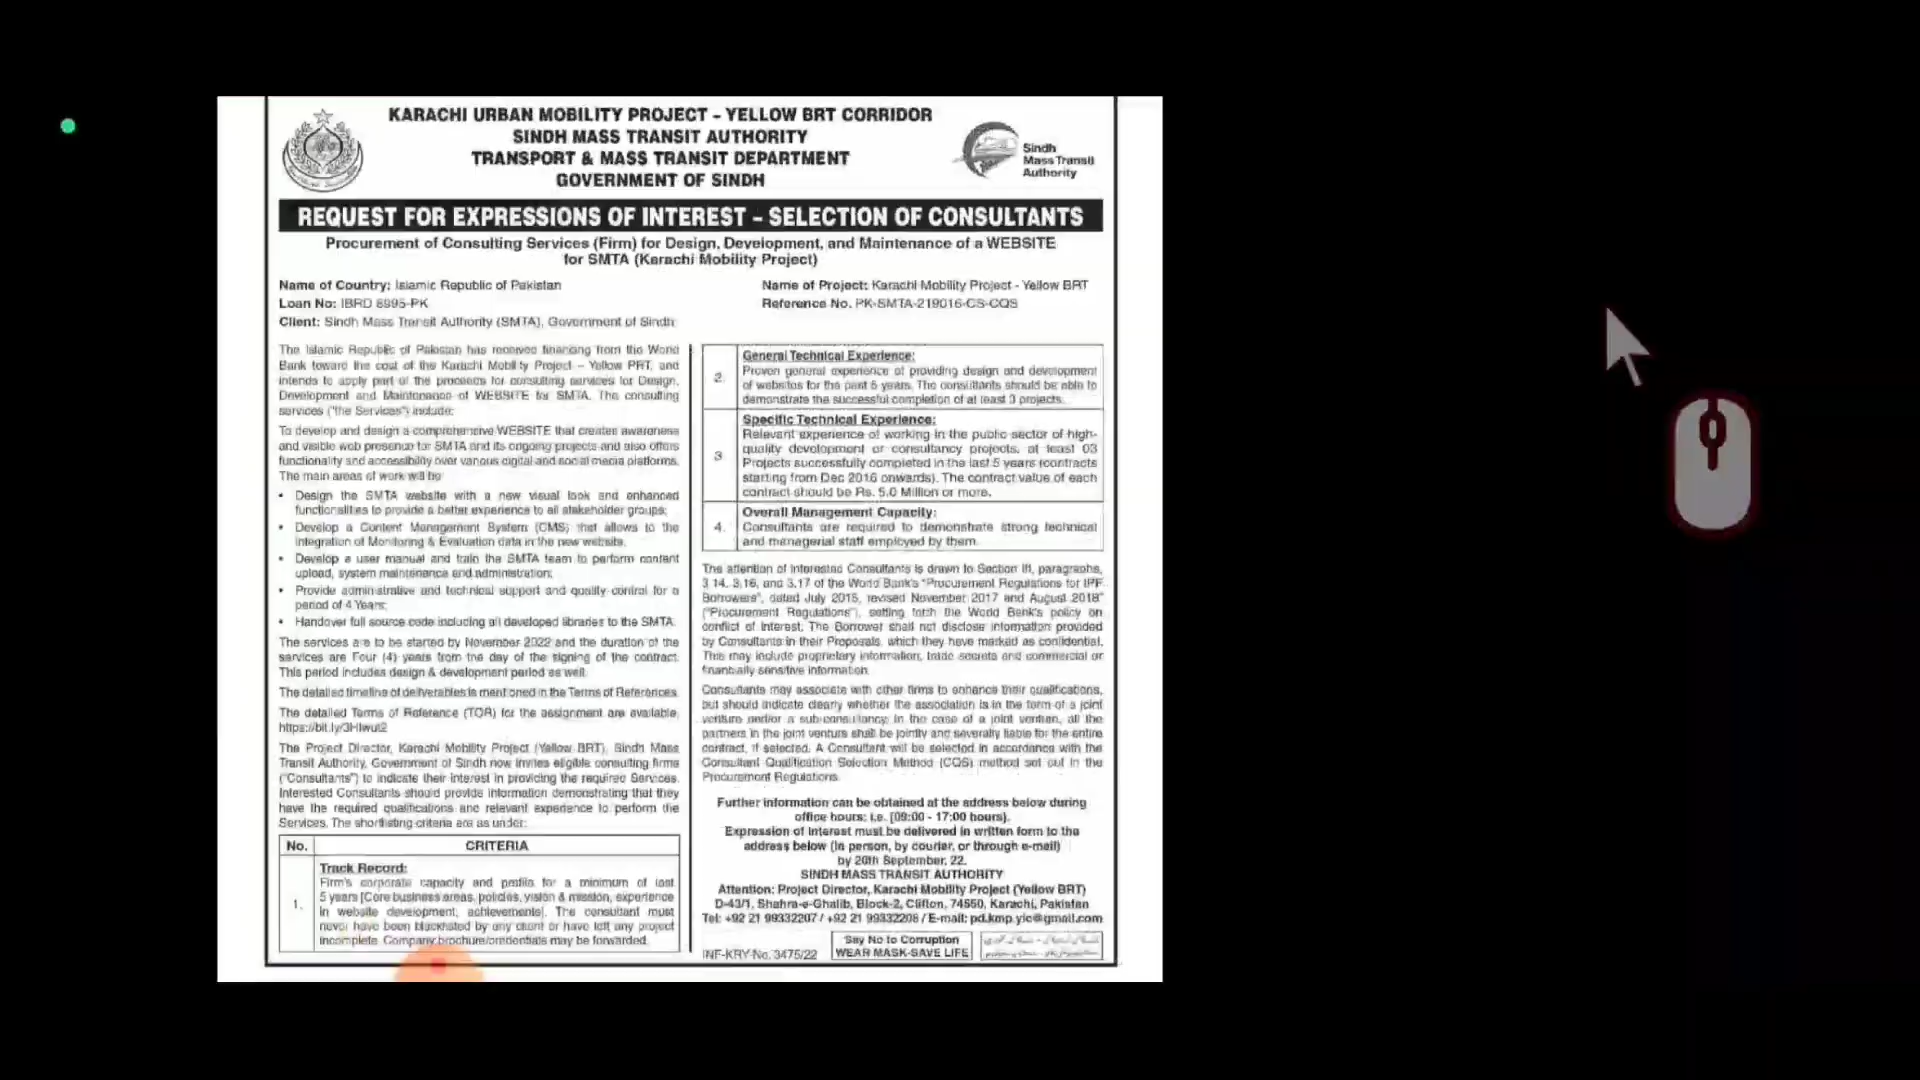 KARACHI URBAN MOBILITY PROJECT - YELLOW BRT CORRIDOR
SINDH MASS TRANSIT AUTHORITY
TRANSPORT & MASS TRANSIT DEPARTMENT
GOVERNMENT OF SINDH
Sindh
Mass Transit
Authority
REQUEST FOR EXPRESSIONS OF INTEREST – SELECTION OF CONSULTANTS
Procurement of Consulting Services (Firm) for Design, Development, and Maintenance of a WEBSITE
for SMTA (Karachi Mobility Project)
Name of Country: Islamic Republic of Pakistan
Loan No: IBRD 8995-PK
Client: Sindh Mass Transit Authority (SMTA), Government of Sindh
Name of Project: Karachi Mobility Project - Yellow BRT
Reference No. PK-SMTA-219016-CS-CQS
The Islamic Republic of Pakistan has received financing from the World
Bank toward the cost of the Karachi Mobility Project – Yellow PRT, and
intends to apply part of the proceeds for consulting services for Design,
Development and Maintenance of WEBSITE for SMTA. The consulting
services ("the Services") include:
To develop and design a comprehensive WEBSITE that creates awareness
and visible web presence for SMTA and its ongoing projects and also offers
functionality and accessibility over various digital and social media platforms.
The main areas of work will be
• Design the SMTA website with a new visual look and enhanced
functionalities to provide a better experience to all stakeholder groups;
• Develop a Content Management System (CMS) that allows to the
integration of Monitoring & Evaluation data in the new website.
• Develop a user manual and train the SMTA team to perform content
upload, system maintenance and administration;
• Provide administrative and technical support and quality control for a
period of 4 Years;
• Handover full source code including all developed libraries to the SMTA.
The services are to be started by November 2022 and the duration of the
services are Four (4) years from the day of the signing of the contract.
This period includes design & development period as well.
The detailed timeline of deliverables is mentioned in the Terms of References.
The detailed Terms of Reference (TOR) for the assignment are available
https://bit.ly/3HIwut2
The Project Director, Karachi Mobility Project (Yellow BRT), Sindh Mass
Transit Authority, Government of Sindh now invites eligible consulting firms
("Consultants") to indicate their interest in providing the required Services.
Interested Consultants should provide information demonstrating that they
have the required qualifications and relevant experience to perform the
Services. The shortlisting criteria are as under:
No. CRITERIA
Track Record:
Firm's corporate capacity and profile for a minimum of last
5 years [Core business areas, policies, vision & mission, experience
1. in website development, achievements]. The consultant must
never have been blacklisted by any client or have left any project
incomplete. Company brochure/credentials may be forwarded.
General Technical Experience:
2. Proven general experience of providing design and development
of websites for the past 5 years. The consultants should be able to
demonstrate the successful completion of at least 3 projects.
Specific Technical Experience:
Relevant experience of working in the public sector of high-
quality development or consultancy projects, at least 03
3 Projects successfully completed in the last 5 years (contracts
starting from Dec 2016 onwards). The contract value of each
contract should be Rs. 5.0 Million or more.
Overall Management Capacity:
4. Consultants are required to demonstrate strong technical
and managerial staff employed by them.
The attention of Interested Consultants is drawn to Section III, paragraphs,
3.14, 3.16, and 3.17 of the World Bank's "Procurement Regulations for IPF
Borrowers", dated July 2015, revised November 2017 and August 2018"
("Procurement Regulations"), setting forth the World Bank's policy on
conflict of interest. The Borrower shall not disclose information provided
by Consultants in their Proposals, which they have marked as confidential.
This may include proprietary information, trade secrets and commercial or
financially sensitive information.
Consultants may associate with other firms to enhance their qualifications,
but should indicate clearly whether the association is in the form of a joint
venture and/or a sub-consultancy. In the case of a joint venture, all the
partners in the joint venture shall be jointly and severally liable for the entire
contract, if selected. A Consultant will be selected in accordance with the
Consultant Qualification Selection Method (CQS) method set out in the
Procurement Regulations.
Further information can be obtained at the address below during
office hours: i.e. [09:00 - 17:00 hours).
Expression of interest must be delivered in written form to the
address below (in person, by courier, or through e-mail)
by 20th September, 22.
SINDH MASS TRANSIT AUTHORITY
Attention: Project Director, Karachi Mobility Project (Yellow BRT)
D-43/1, Shahra-e-Ghalib, Block-2, Clifton, 74550, Karachi, Pakistan
Tel: +92 21 99332207 / +92 21 99332208 / E-mail: pd.kmp.ylc@gmail.com
INF-KRY-No. 3475/22
Say No to Corruption
WEAR MASK-SAVE LIFE